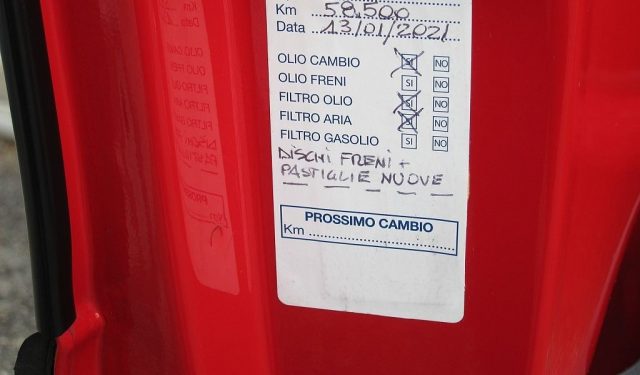 Km 58.500
Data 13/01/2021
OLIO CAMBIO SI NO
OLIO FRENI SI NO
FILTRO OLIO SI NO
FILTRO ARIA SI NO
FILTRO GASOLIO SI NO
DISCHI FRENI +
PASTIGLIE NUOVE
PROSSIMO CAMBIO
Km